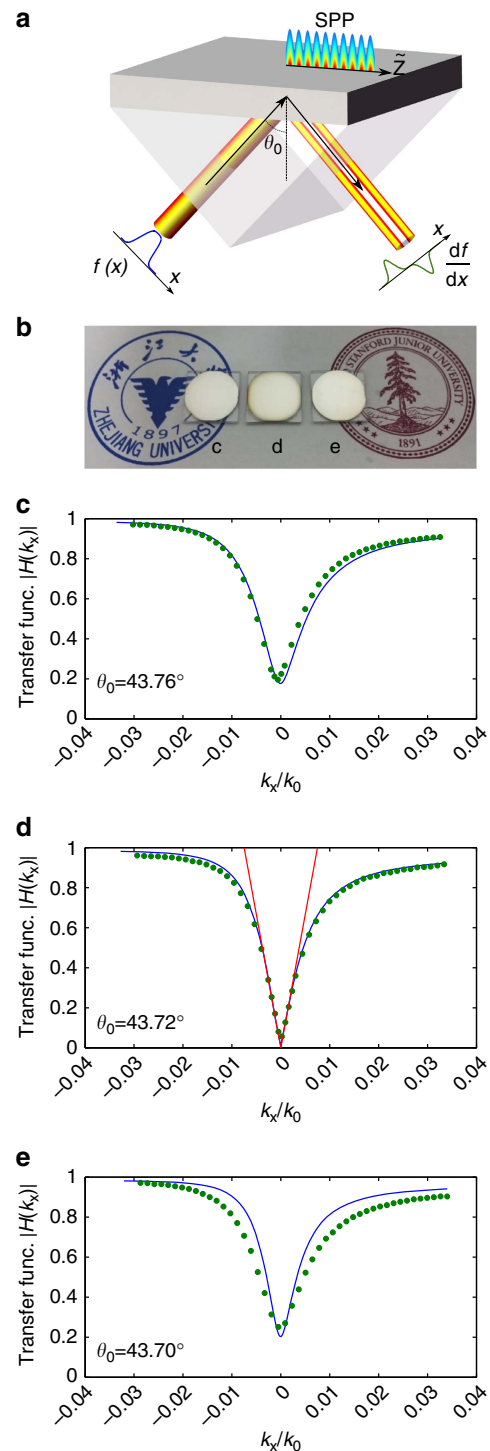 a
SPP
Z̃
θ0
f (x)
x
x
df
dx
b
浙江大
ZHEJIANG UNIVERSI
1897
STANFORD JUNIOR UNIVERSITY
1891
c d e
c
Transfer func. |H(kx)|
1
0.8
0.6
0.4
0.2
0
θ0=43.76°
−0.04 −0.03 −0.02 −0.01 0 0.01 0.02 0.03 0.04
kx/k0
d
Transfer func. |H(kx)|
1
0.8
0.6
0.4
0.2
0
θ0=43.72°
−0.04 −0.03 −0.02 −0.01 0 0.01 0.02 0.03 0.04
kx/k0
e
Transfer func. |H(kx)|
1
0.8
0.6
0.4
0.2
0
θ0=43.70°
−0.04 −0.03 −0.02 −0.01 0 0.01 0.02 0.03 0.04
kx/k0